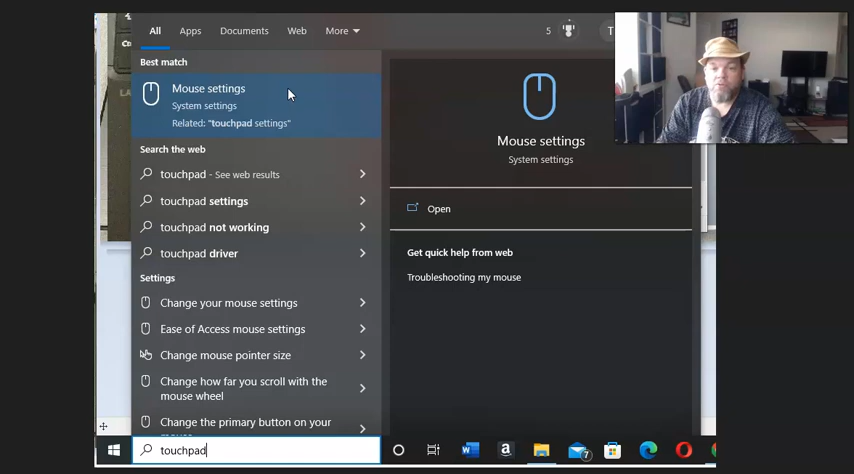 All Apps Documents Web More 5 T
Best match
Mouse settings
System settings
Related: "touchpad settings"
Search the web
touchpad - See web results
touchpad settings
touchpad not working
touchpad driver
Settings
Change your mouse settings
Ease of Access mouse settings
Change mouse pointer size
Change how far you scroll with the
mouse wheel
Change the primary button on your
Mouse settings
System settings
Open
Get quick help from web
Troubleshooting my mouse
touchpad
W a 7